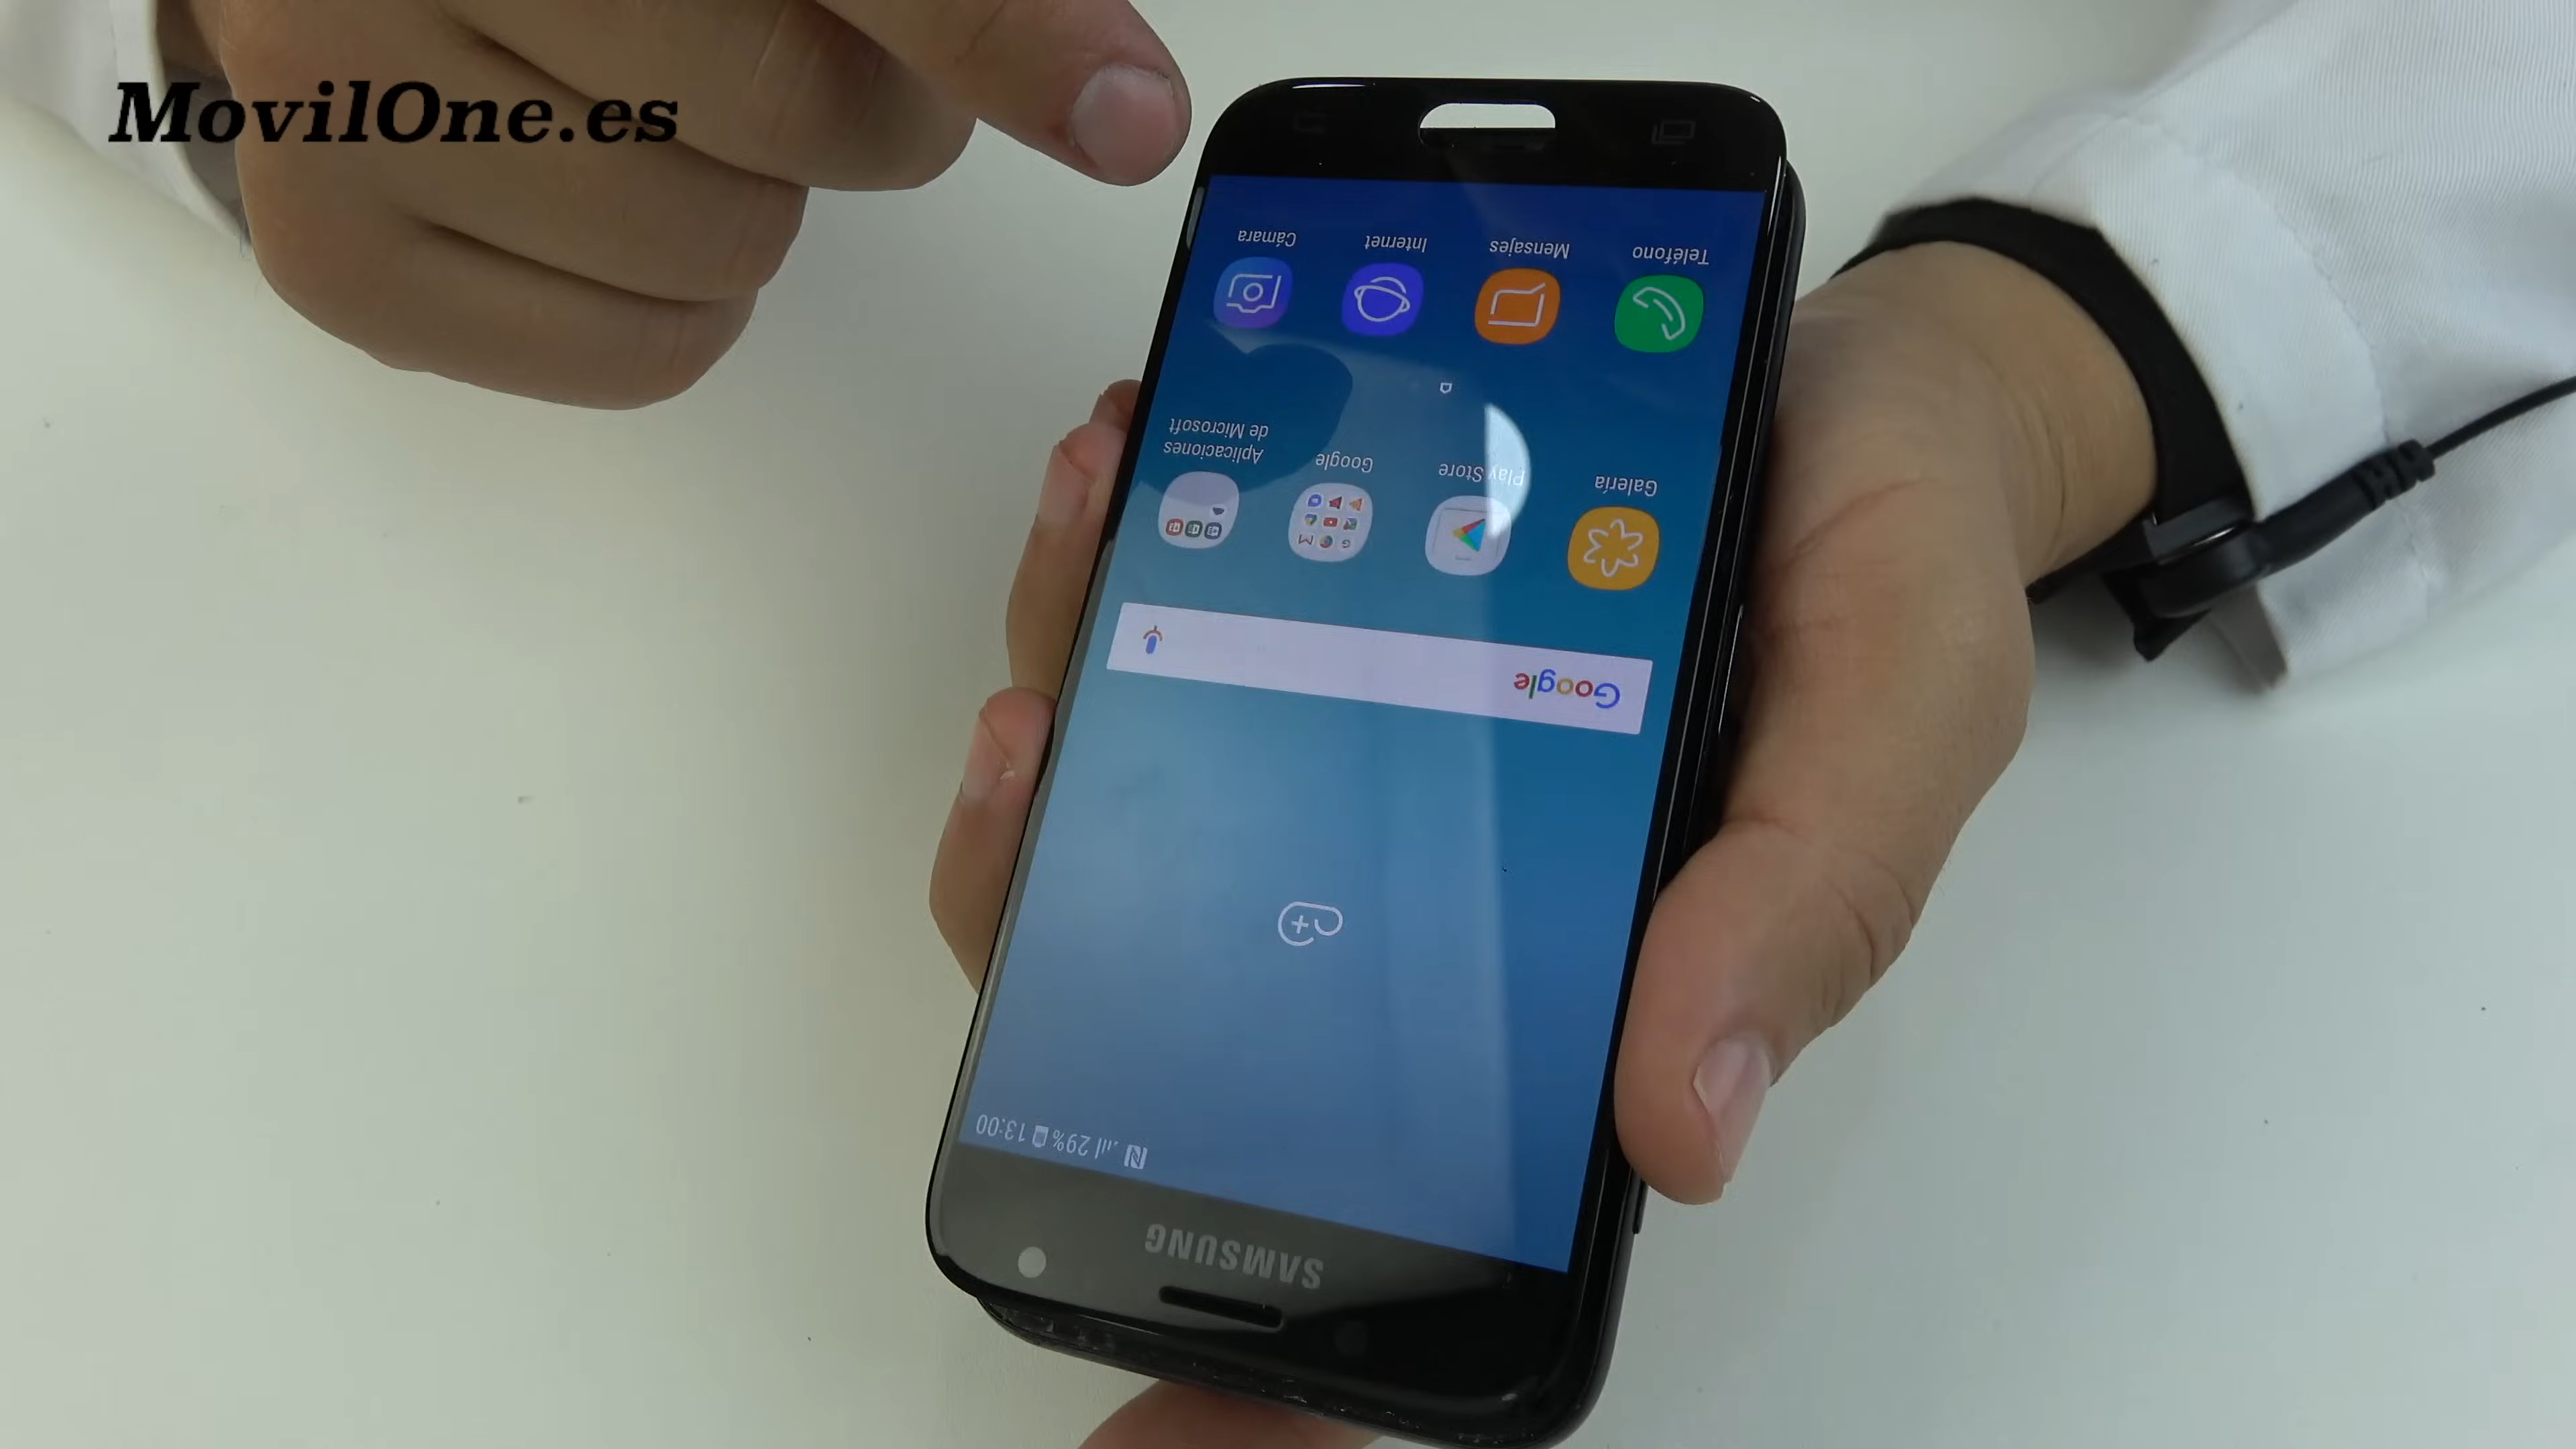 MovilOne.es
SAMSUNG
29% 13:00
Google
Galería
Play Store
Google
Aplicaciones
de Microsoft
Teléfono
Mensajes
Internet
Cámara